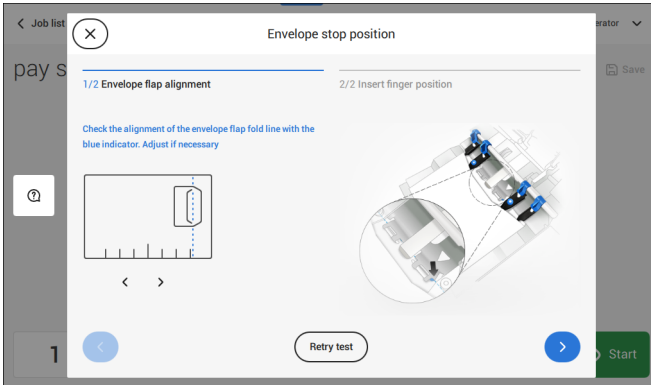 Job list
Envelope stop position
erator
pay s
Save
1/2 Envelope flap alignment
2/2 Insert finger position
Check the alignment of the envelope flap fold line with the
blue indicator. Adjust if necessary
Retry test
1
Start